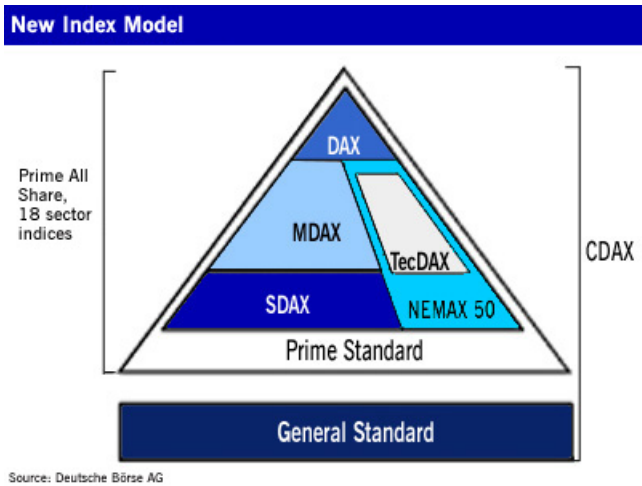 New Index Model
Prime All
Share,
18 sector
indices
DAX
MDAX
TecDAX
SDAX
NEMAX 50
Prime Standard
CDAX
General Standard
Source: Deutsche Börse AG